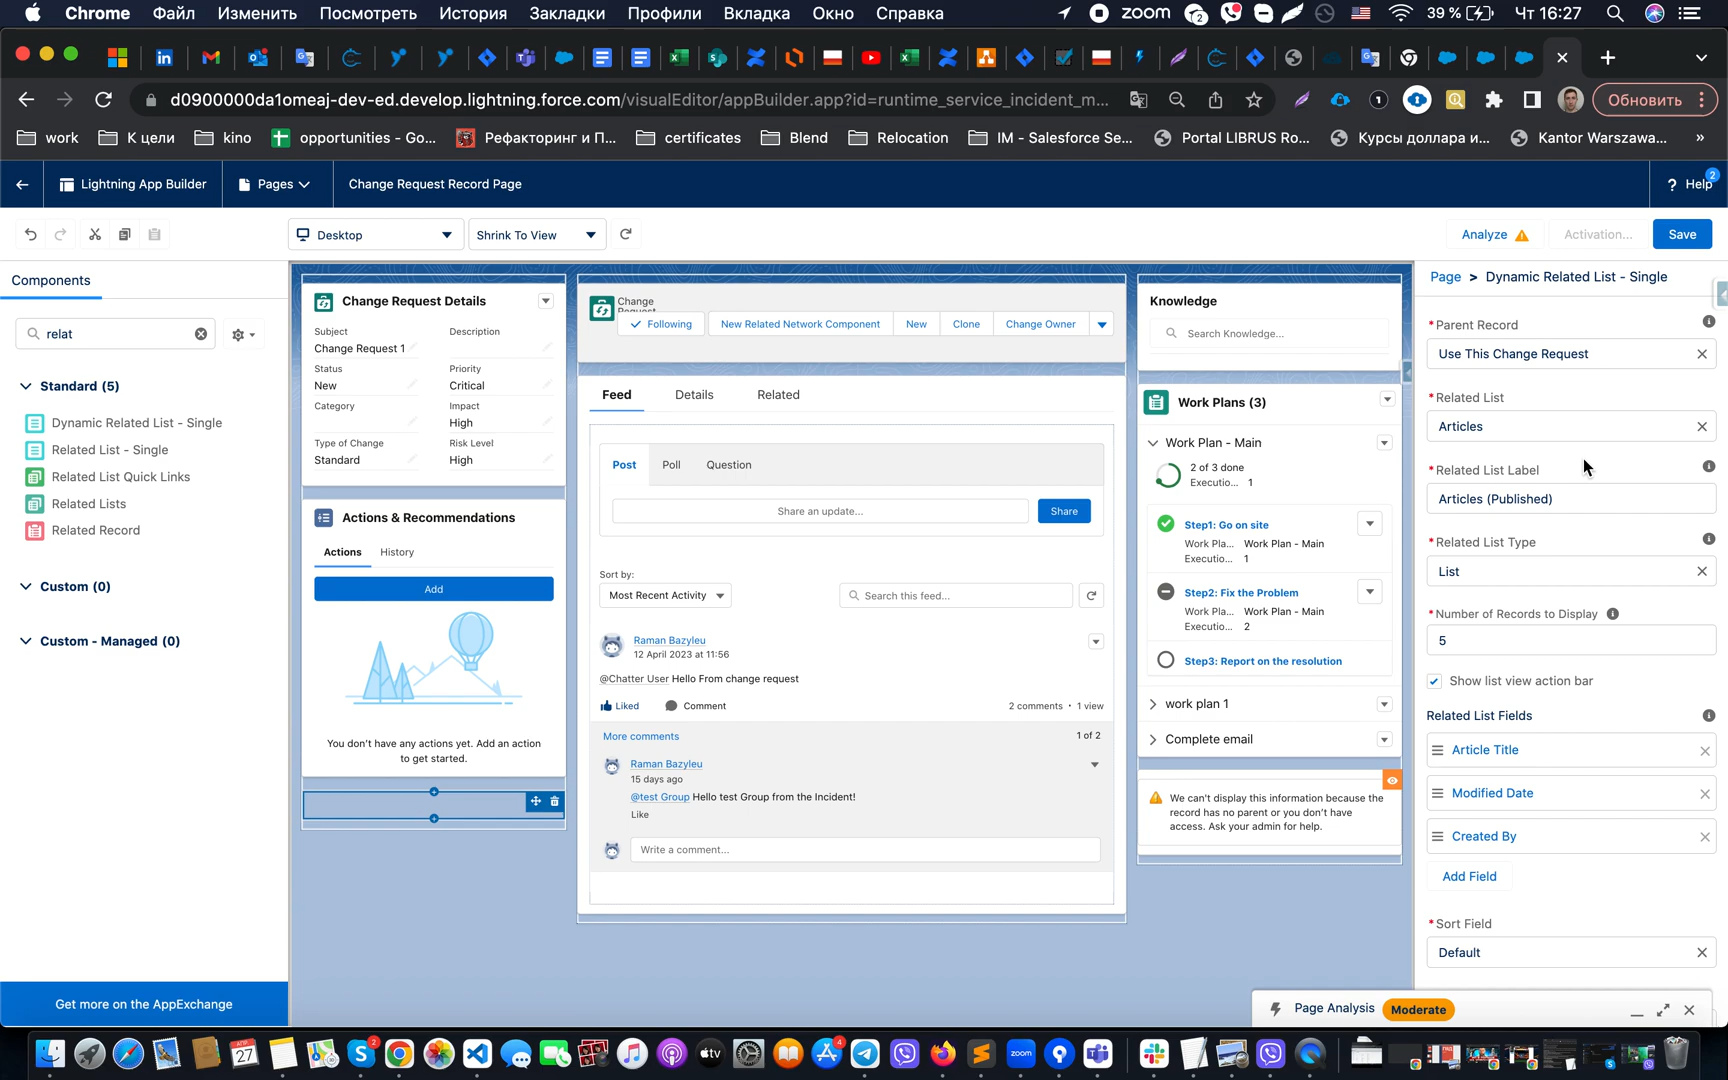 Chrome Файл Изменить Посмотреть История Закладки Профили Вкладка Окно Справка zoom 2 39 % Чт 16:27
d0900000da1omeaj-dev-ed.develop.lightning.force.com/visualEditor/appBuilder.app?id=runtime_service_incident_m... Обновить
work К цели kino opportunities - Go... Рефакторинг и П... certificates Blend Relocation IM - Salesforce Se... Portal LIBRUS Ro... Курсы доллара и... Kantor Warszawa... »
Lightning App Builder Pages Change Request Record Page ? Help 2
Desktop Shrink To View Analyze Activation... Save
Components
relat
Standard (5)
Dynamic Related List - Single
Related List - Single
Related List Quick Links
Related Lists
Related Record
Custom (0)
Custom - Managed (0)
Get more on the AppExchange
Change Request Details
Subject Description
Change Request 1
Status Priority
New Critical
Category Impact
High
Type of Change Risk Level
Standard High
Actions & Recommendations
Actions History
Add
You don't have any actions yet. Add an action
to get started.
Change
Request
Following New Related Network Component New Clone Change Owner
Feed Details Related
Post Poll Question
Share an update... Share
Sort by:
Most Recent Activity Search this feed...
Raman Bazyleu
12 April 2023 at 11:56
@Chatter User Hello From change request
Liked Comment 2 comments • 1 view
More comments 1 of 2
Raman Bazyleu
15 days ago
@test Group Hello test Group from the Incident!
Like
Write a comment...
Knowledge
Search Knowledge...
Work Plans (3)
Work Plan - Main
2 of 3 done
Executio... 1
Step1: Go on site
Work Pla... Work Plan - Main
Executio... 1
Step2: Fix the Problem
Work Pla... Work Plan - Main
Executio... 2
Step3: Report on the resolution
work plan 1
Complete email
We can't display this information because the
record has no parent or you don't have
access. Ask your admin for help.
Page > Dynamic Related List - Single
*Parent Record
Use This Change Request
*Related List
Articles
*Related List Label
Articles (Published)
*Related List Type
List
*Number of Records to Display
5
Show list view action bar
Related List Fields
Article Title
Modified Date
Created By
Add Field
*Sort Field
Default
Page Analysis Moderate
27 2 tv 4 zoom